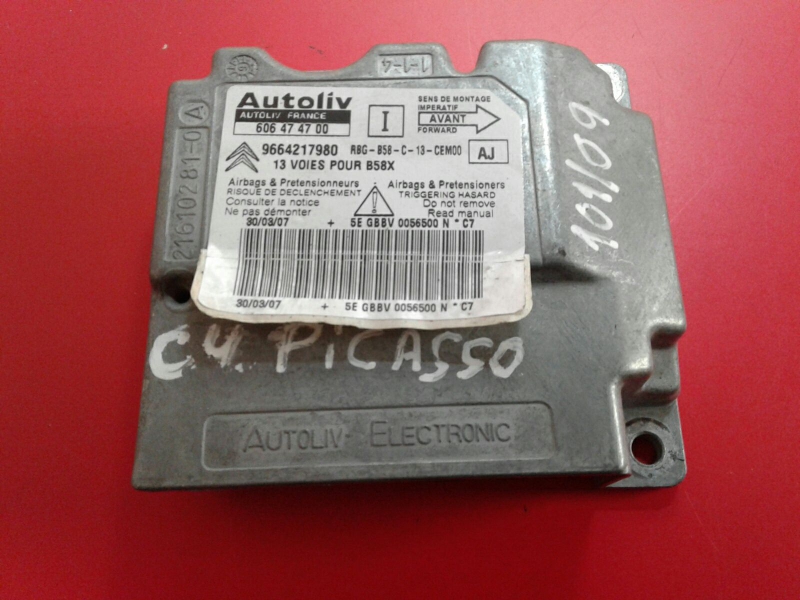 1-1-4
Autoliv
AUTOLIV FRANCE
606 47 47 00
I
SENS DE MONTAGE
IMPERATIF
AVANT
FORWARD
9664217980 RBG-B58-C-13-CEM00 AJ
13 VOIES POUR B58X
Airbags & Pretensionneurs
RISQUE DE DECLENCHEMENT
Consulter la notice
Ne pas démonter
! Airbags & Pretensioners
TRIGGERING HASARD
Do not remove
Read manual
30/03/07 + 5E GBBV 0056500 N * C7
30/03/07 + 5E GBBV 0056500 N * C7
21610281-0 A
101/09
C4 PiCASSO
AUTOLIV ELECTRONIC